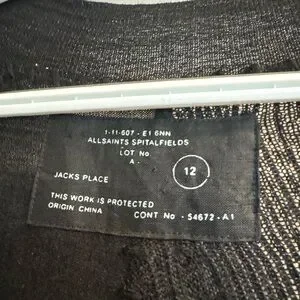 1-11-607 - E1 6NN
ALLSAINTS SPITALFIELDS
LOT No.
A -
12
JACKS PLACE
THIS WORK IS PROTECTED
ORIGIN CHINA CONT No - 54672 - A1